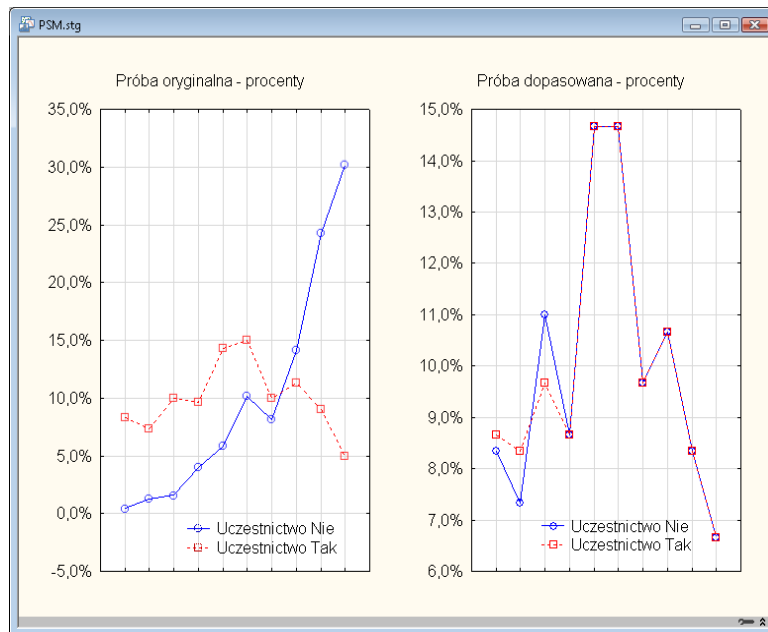 PSM.stg
Próba oryginalna - procenty
35,0%
30,0%
25,0%
20,0%
15,0%
10,0%
5,0%
0,0%
-5,0%
Uczestnictwo Nie
Uczestnictwo Tak
Próba dopasowana - procenty
15,0%
14,0%
13,0%
12,0%
11,0%
10,0%
9,0%
8,0%
7,0%
6,0%
Uczestnictwo Nie
Uczestnictwo Tak